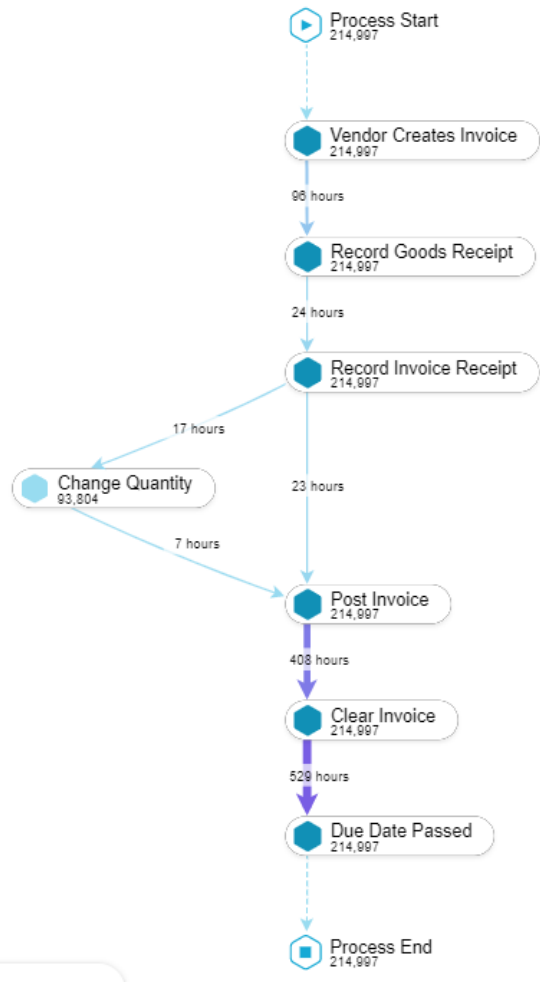 Process Start
214,997
Vendor Creates Invoice
214,997
96 hours
Record Goods Receipt
214,997
24 hours
Record Invoice Receipt
214,997
17 hours
Change Quantity
93,804
23 hours
7 hours
Post Invoice
214,997
408 hours
Clear Invoice
214,997
529 hours
Due Date Passed
214,997
Process End
214,997